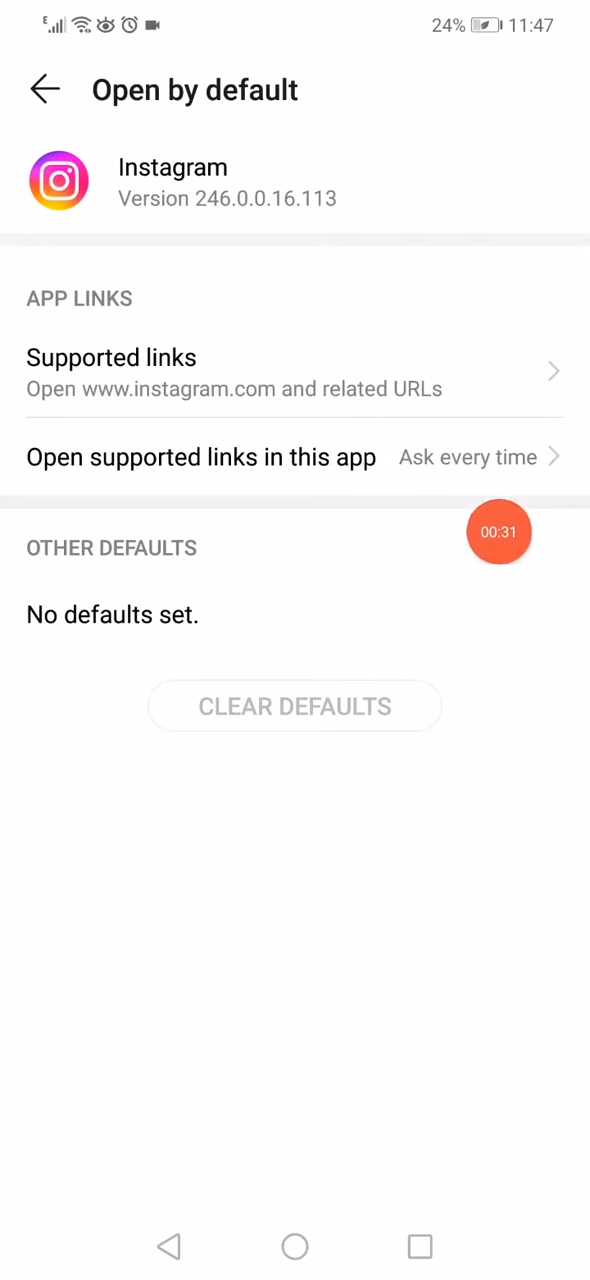 E 24% 11:47
Open by default
Instagram
Version 246.0.0.16.113
APP LINKS
Supported links
Open www.instagram.com and related URLs
Open supported links in this app Ask every time
00:31
OTHER DEFAULTS
No defaults set.
CLEAR DEFAULTS